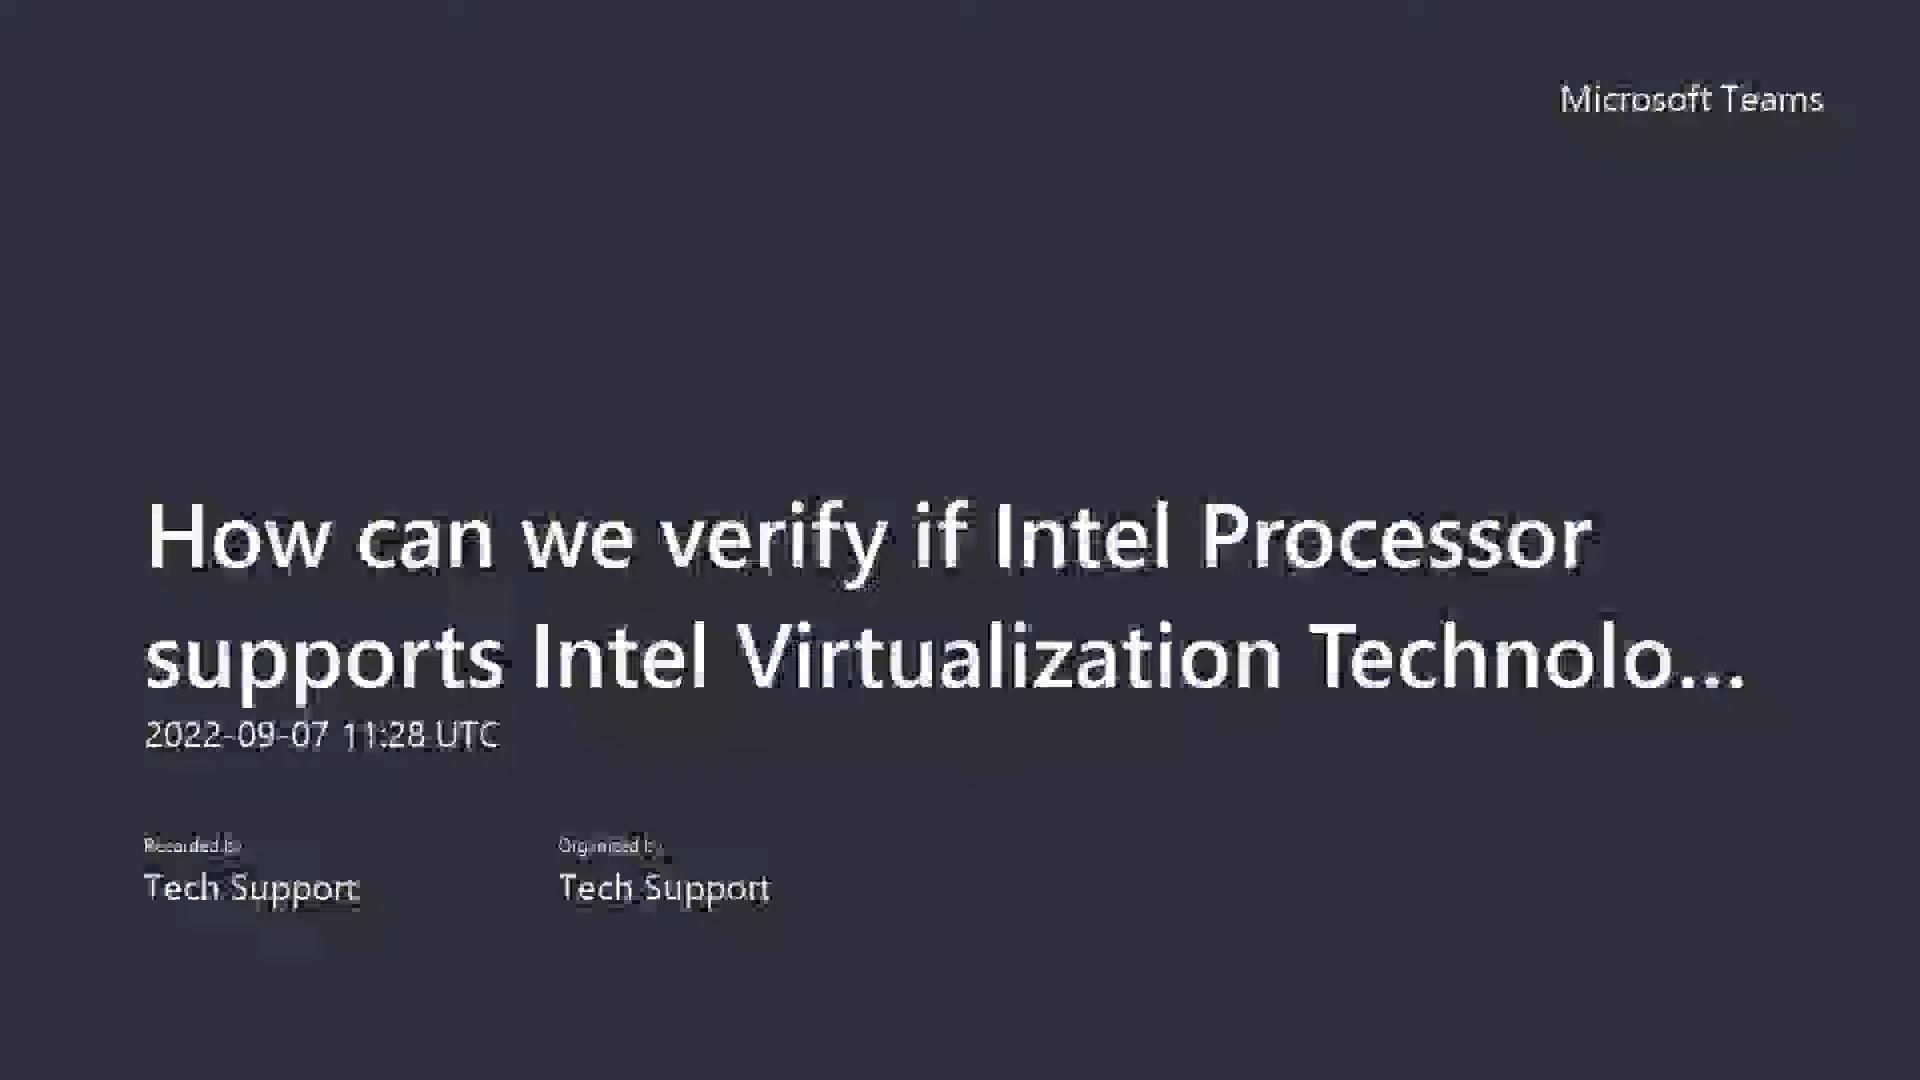 Microsoft Teams
How can we verify if Intel Processor
supports Intel Virtualization Technolo...
2022-09-07 11:28 UTC
Recorded by
Organized by
Tech Support
Tech Support